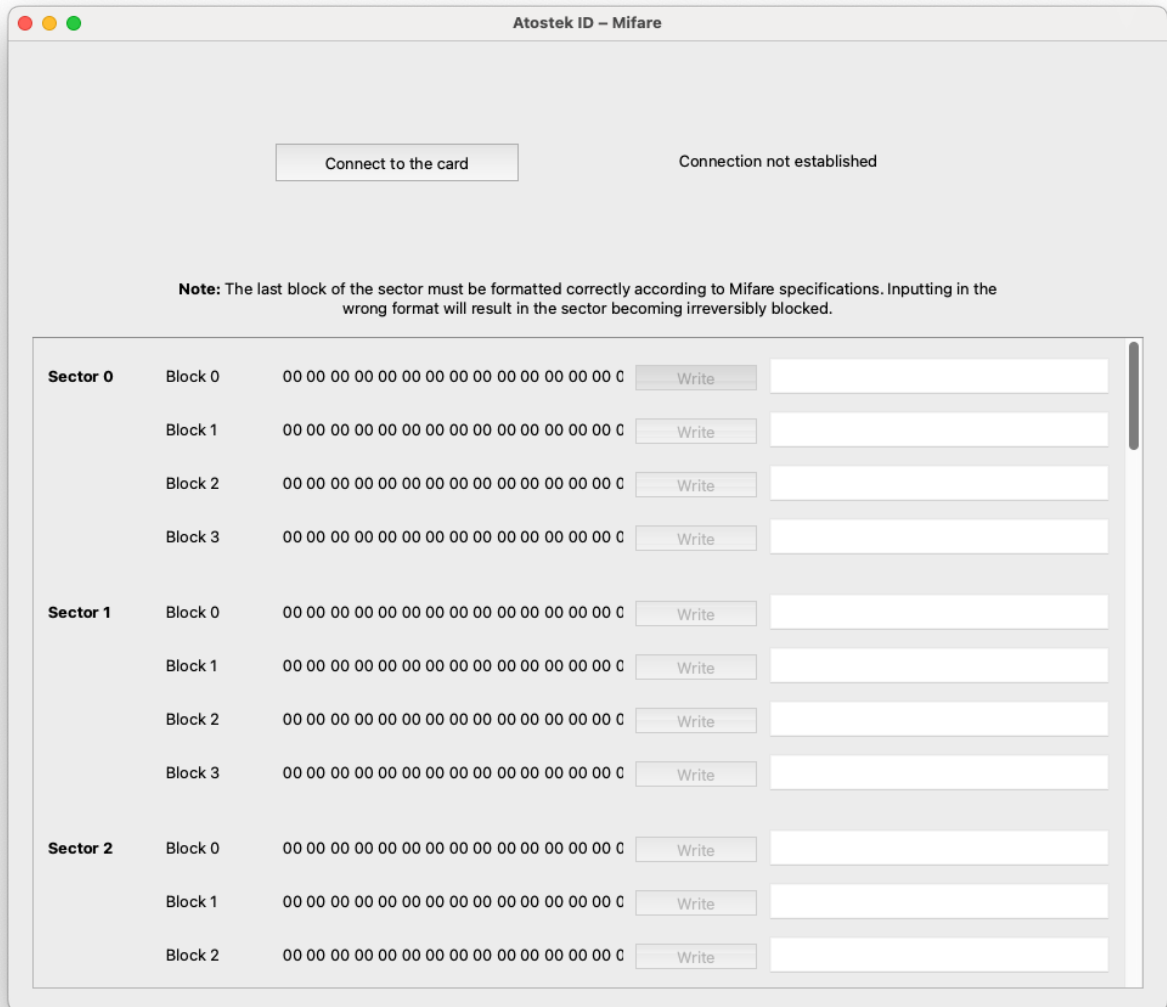 Atostek ID – Mifare
Connect to the card Connection not established
Note: The last block of the sector must be formatted correctly according to Mifare specifications. Inputting in the
wrong format will result in the sector becoming irreversibly blocked.
Sector 0 Block 0 00 00 00 00 00 00 00 00 00 00 00 00 00 00 0 Write
Block 1 00 00 00 00 00 00 00 00 00 00 00 00 00 00 0 Write
Block 2 00 00 00 00 00 00 00 00 00 00 00 00 00 00 0 Write
Block 3 00 00 00 00 00 00 00 00 00 00 00 00 00 00 0 Write
Sector 1 Block 0 00 00 00 00 00 00 00 00 00 00 00 00 00 00 0 Write
Block 1 00 00 00 00 00 00 00 00 00 00 00 00 00 00 0 Write
Block 2 00 00 00 00 00 00 00 00 00 00 00 00 00 00 0 Write
Block 3 00 00 00 00 00 00 00 00 00 00 00 00 00 00 0 Write
Sector 2 Block 0 00 00 00 00 00 00 00 00 00 00 00 00 00 00 0 Write
Block 1 00 00 00 00 00 00 00 00 00 00 00 00 00 00 0 Write
Block 2 00 00 00 00 00 00 00 00 00 00 00 00 00 00 0 Write